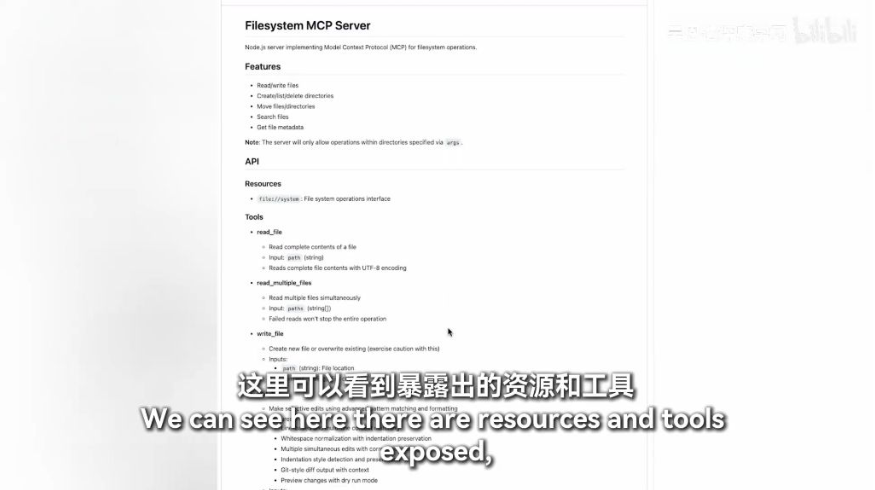 bilibili
Filesystem MCP Server
Node.js server implementing Model Context Protocol (MCP) for filesystem operations.
Features
• Read/write files
• Create/list/delete directories
• Move files/directories
• Search files
• Get file metadata
Note: The server will only allow operations within directories specified via args.
API
Resources
• file://system: File system operations interface
Tools
• read_file
○ Read complete contents of a file
○ Input: path (string)
○ Reads complete file contents with UTF-8 encoding
• read_multiple_files
○ Read multiple files simultaneously
○ Input: paths (string[])
○ Failed reads won't stop the entire operation
• write_file
○ Create new file or overwrite existing (exercise caution with this)
○ Inputs:
▪ path (string): File location
这里可以看到暴露出的资源和工具
○ Make selective edits using advanced pattern matching and formatting
We can see here there are resources and tools
▪ Whitespace normalization with indentation preservation
▪ Multiple simultaneous edits with
exposed,
▪ Indentation style detection and
▪ Git-style diff output with context
▪ Preview changes with dry run mode